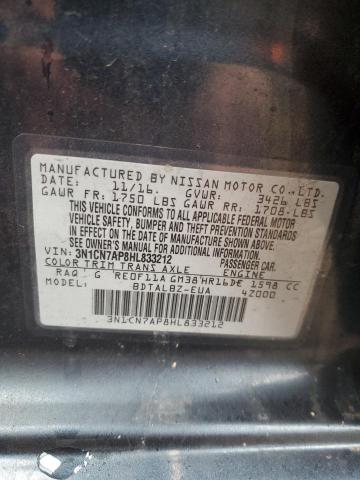 MANUFACTURED BY NISSAN MOTOR CO.,LTD.
DATE: 11/16. GVWR: 3426 LBS
GAWR FR: 1750 LBS GAWR RR: 1708 LBS
THIS VEHICLE CONFORMS TO ALL APPLICABLE FEDERAL MOTOR
VEHICLE SAFETY, BUMPER AND THEFT PREVENTION STANDARDS
IN EFFECT ON THE DATE OF MANUFACTURE SHOWN ABOVE.
SEE OWNER'S MANUAL FOR ADDITIONAL INFORMATION.
VIN: 3N1CN7AP8HL833212 PASSENGER CAR.
COLOR TRIM TRANS AXLE ENGINE
RAQ G RE0F11A GM38 HR16DE 1598 CC
MODEL: BDTALBZ-EUA 42000
3N1CN7AP8HL833212